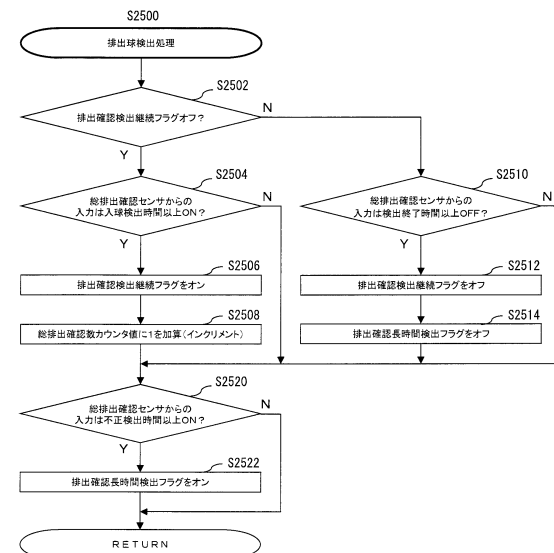 S2500
排出球検出処理
S2502
排出確認検出継続フラグオフ？
N
Y
S2504
総排出確認センサからの
入力は入球検出時間以上ON？
N
Y
S2510
総排出確認センサからの
入力は検出終了時間以上OFF？
N
Y
S2506
排出確認検出継続フラグをオン
S2512
排出確認検出継続フラグをオフ
S2508
総排出確認数カウンタ値に1を加算（インクリメント）
S2514
排出確認長時間検出フラグをオフ
S2520
総排出確認センサからの
入力は不正検出時間以上ON？
N
Y
S2522
排出確認長時間検出フラグをオン
RETURN